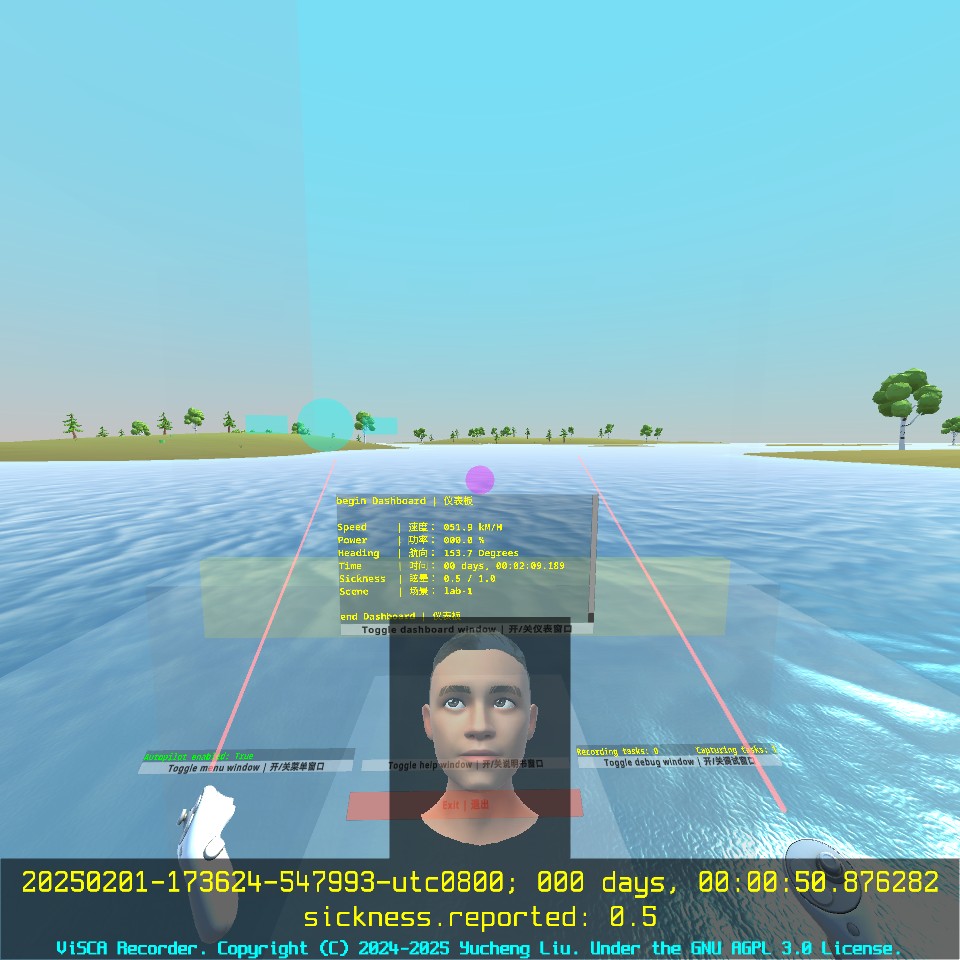 begin Dashboard | 仪表板
Speed | 速度： 051.9 kM/H
Power | 功率： 000.0 %
Heading | 航向： 153.7 Degrees
Time | 时间： 00 days, 00:02:09.189
Sickness | 眩晕： 0.5 / 1.0
Scene | 场景： lab-1
end Dashboard | 仪表板
Toggle dashboard window | 开/关仪表窗口
Autopilot enabled: True
Recording tasks: 0 Capturing tasks:
Toggle menu window | 开/关菜单窗口
Toggle help window | 开/关说明书窗口
Toggle debug window | 开/关调试窗口
Exit | 退出
20250201-173624-547993-utc0800; 000 days, 00:00:50.876282
sickness.reported: 0.5
ViSCA Recorder. Copyright (C) 2024-2025 Yucheng Liu. Under the GNU AGPL 3.0 License.